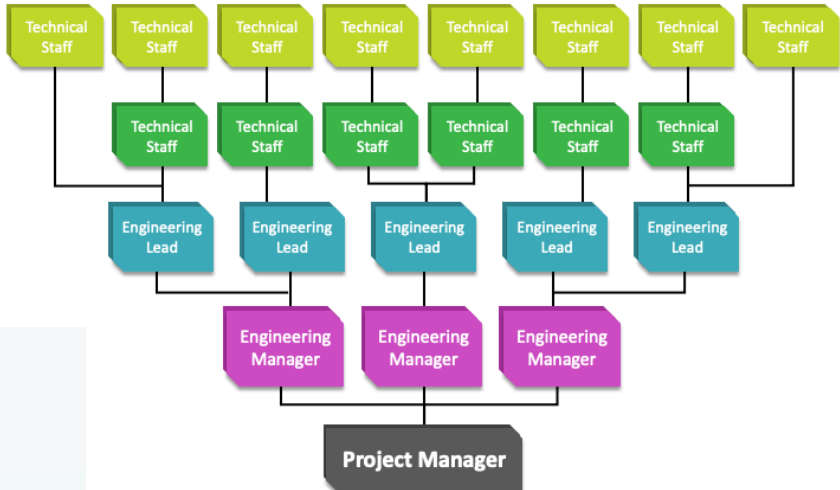 Technical
Staff
Technical
Staff
Technical
Staff
Technical
Staff
Technical
Staff
Technical
Staff
Technical
Staff
Technical
Staff
Technical
Staff
Technical
Staff
Technical
Staff
Technical
Staff
Technical
Staff
Technical
Staff
Engineering
Lead
Engineering
Lead
Engineering
Lead
Engineering
Lead
Engineering
Lead
Engineering
Manager
Engineering
Manager
Engineering
Manager
Project Manager